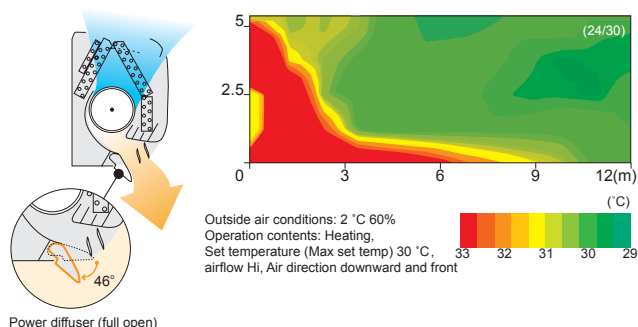 5
2.5
0
(24/30)
3
6
9
12(m)
46°
Power diffuser (full open)
Outside air conditions: 2 ˚C 60%
Operation contents: Heating,
Set temperature (Max set temp) 30 ˚C,
airflow Hi, Air direction downward and front
(˚C)
33
32
31
30
29